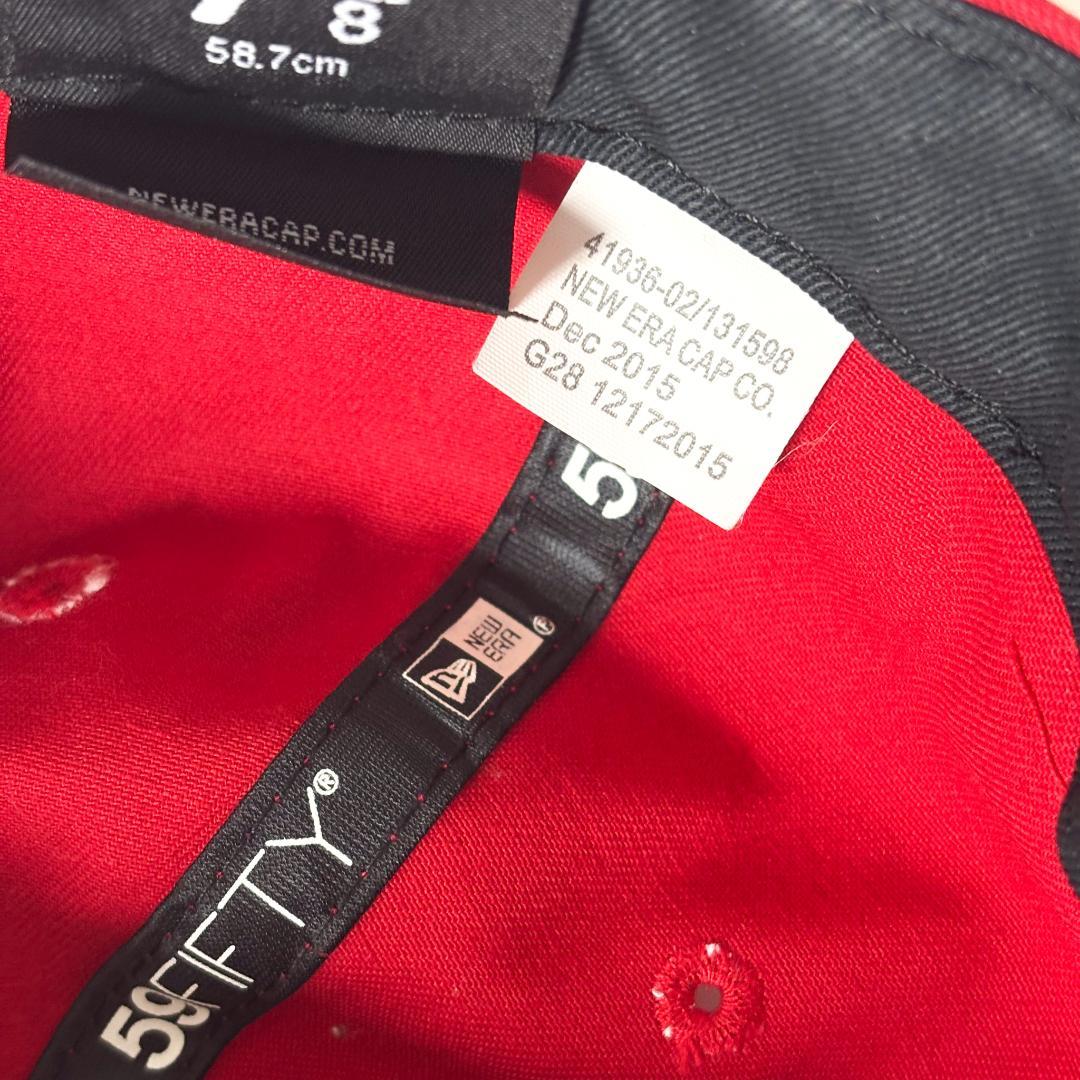 8
58.7cm
NEWERACAP.COM
41936-02/131598
NEW ERA CAP CO.
Dec 2015
G28 12172015
5
NEW
ERA
®
59FIFTY®